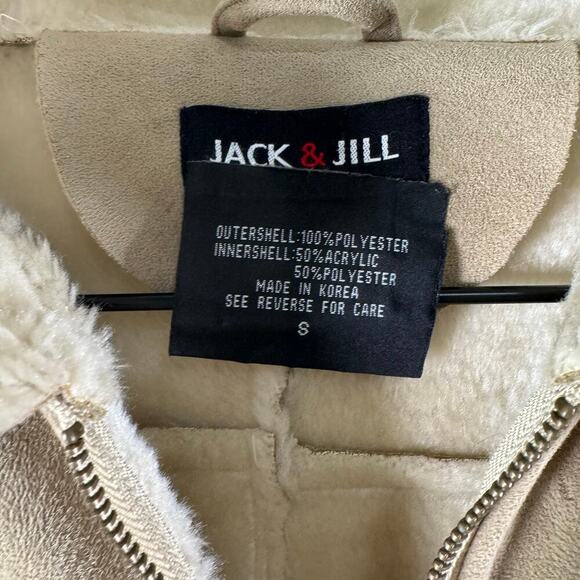 JACK & JILL
OUTERSHELL:100%POLYESTER
INNERSHELL:50%ACRYLIC
50%POLYESTER
MADE IN KOREA
SEE REVERSE FOR CARE
S